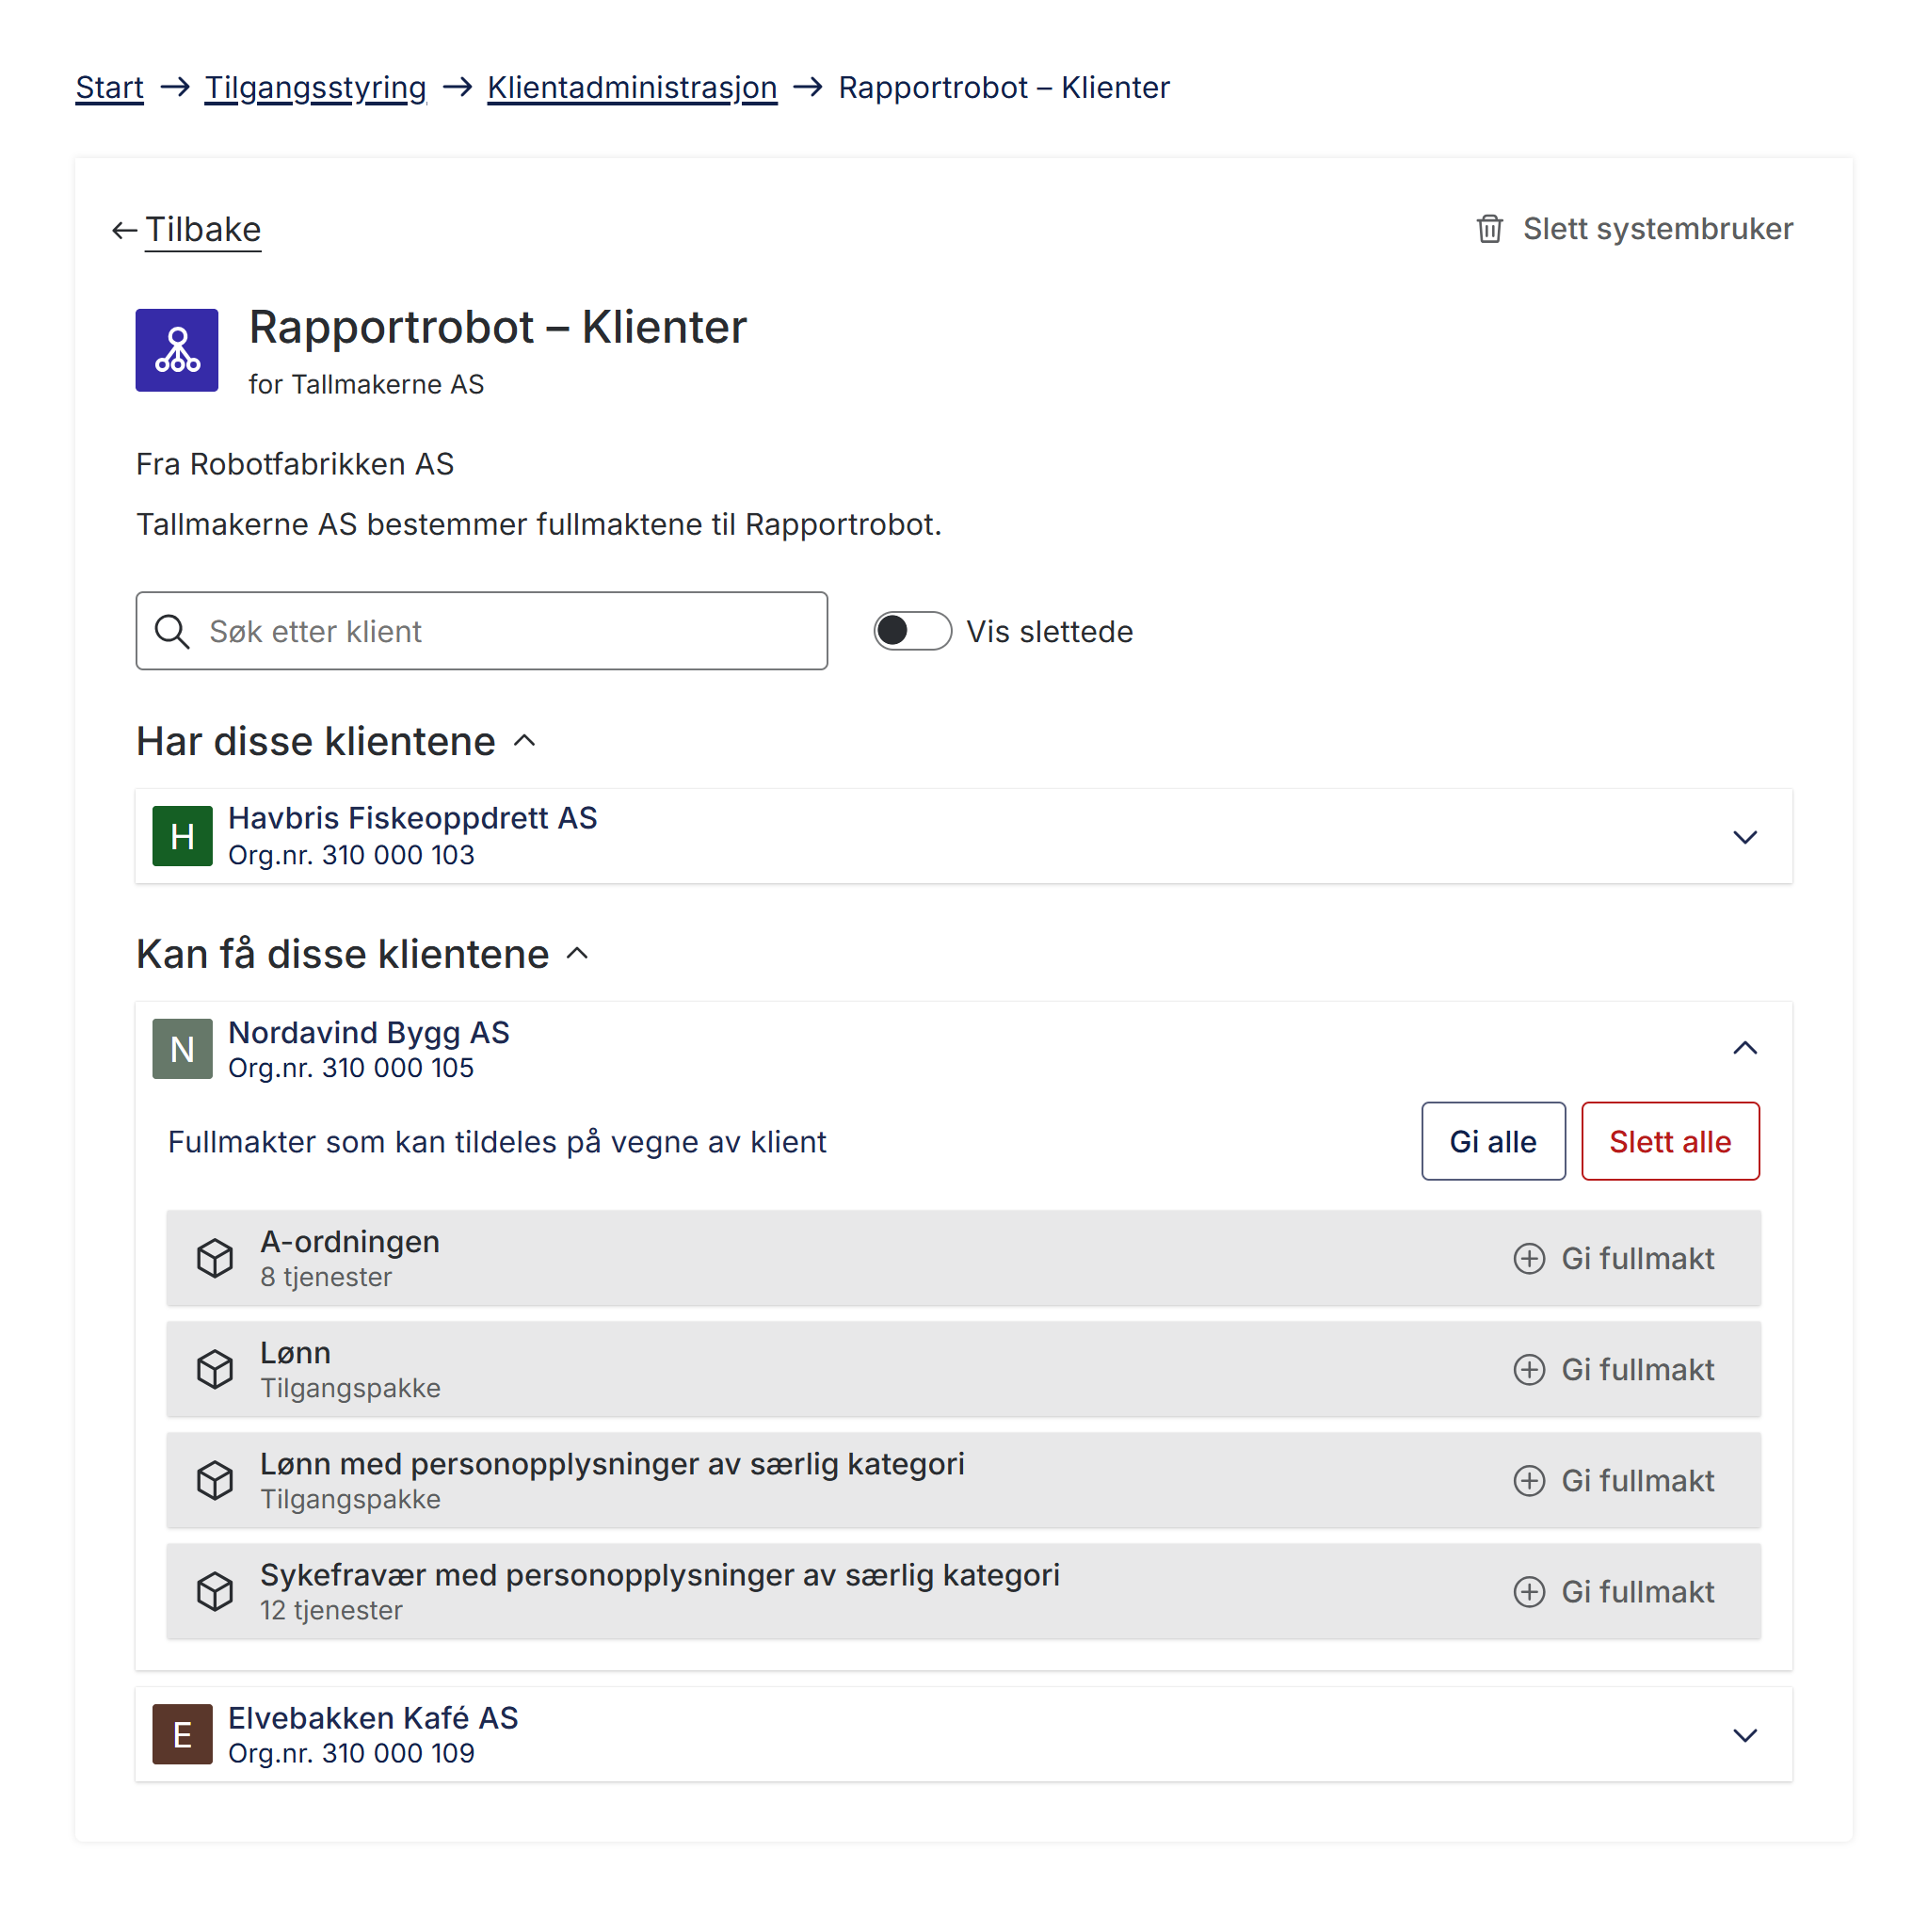 Start → Tilgangsstyring → Klientadministrasjon → Rapportrobot – Klienter
← Tilbake
Slett systembruker
Rapportrobot – Klienter
for Tallmakerne AS
Fra Robotfabrikken AS
Tallmakerne AS bestemmer fullmaktene til Rapportrobot.
Søk etter klient
Vis slettede
Har disse klientene
H
Havbris Fiskeoppdrett AS
Org.nr. 310 000 103
Kan få disse klientene
N
Nordavind Bygg AS
Org.nr. 310 000 105
Fullmakter som kan tildeles på vegne av klient
Gi alle
Slett alle
A-ordningen
8 tjenester
Gi fullmakt
Lønn
Tilgangspakke
Gi fullmakt
Lønn med personopplysninger av særlig kategori
Tilgangspakke
Gi fullmakt
Sykefravær med personopplysninger av særlig kategori
12 tjenester
Gi fullmakt
E
Elvebakken Kafé AS
Org.nr. 310 000 109